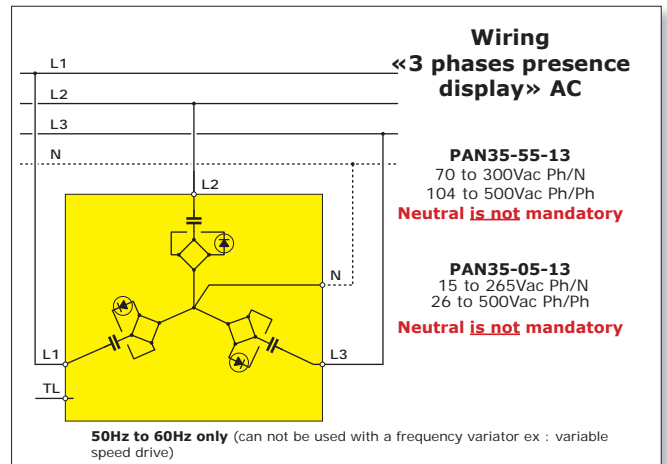 Wiring
«3 phases presence
display» AC
L1
L2
L3
N
PAN35-55-13
70 to 300Vac Ph/N
104 to 500Vac Ph/Ph
Neutral is not mandatory
L2
N
PAN35-05-13
15 to 265Vac Ph/N
26 to 500Vac Ph/Ph
Neutral is not mandatory
L1
L3
TL
50Hz to 60Hz only (can not be used with a frequency variator ex : variable
speed drive)